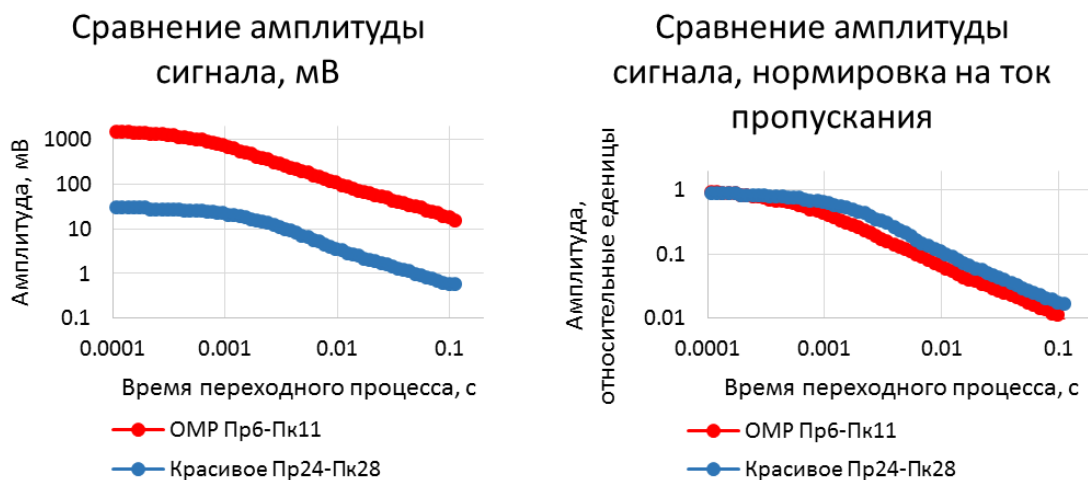 Сравнение амплитуды
сигнала, мВ
Амплитуда, мВ
1000
100
10
1
0.1
0.0001
0.001
0.01
0.1
Время переходного процесса, с
ОМР Пр6-Пк11
Красивое Пр24-Пк28
Сравнение амплитуды
сигнала, нормировка на ток
пропускания
Амплитуда,
относительные еденицы
1
0.1
0.01
0.0001
0.001
0.01
0.1
Время переходного процесса, с
ОМР Пр6-Пк11
Красивое Пр24-Пк28